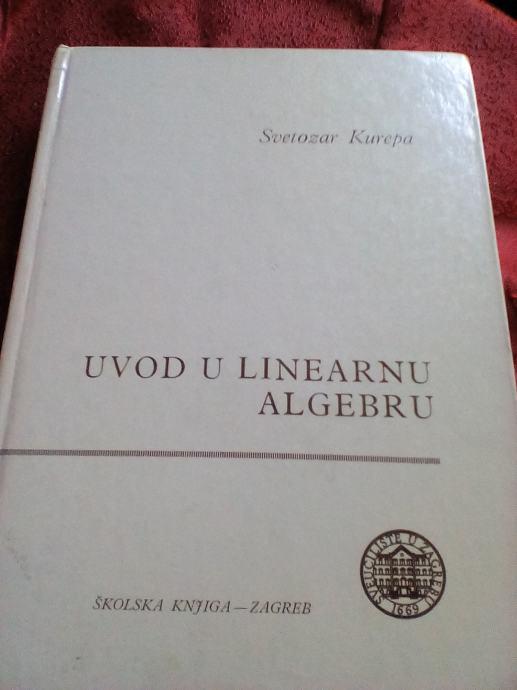 Svetozar Kurepa
UVOD U LINEARNU
ALGEBRU
SVEUČILIŠTE U ZAGREBU
1669
ŠKOLSKA KNJIGA—ZAGREB